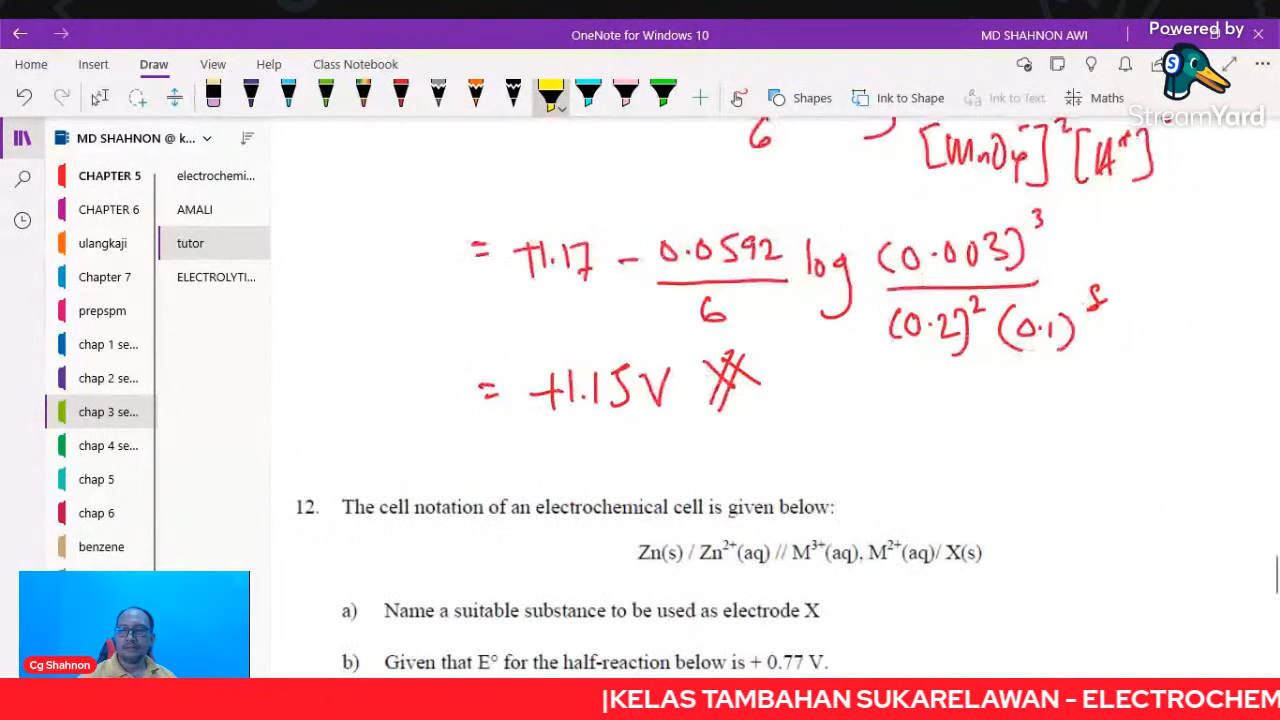 OneNote for Windows 10
MD SHAHNON AWI
Powered by
StreamYard
Home Insert Draw View Help Class Notebook
Shapes Ink to Shape Ink to Text Maths
MD SHAHNON @ k...
CHAPTER 5
CHAPTER 6
ulangkaji
Chapter 7
prepspm
chap 1 se...
chap 2 se...
chap 3 se...
chap 4 se...
chap 5
chap 6
benzene
electrochemi...
AMALI
tutor
ELECTROLYTI...
6 [MnO₄⁻]² [H⁺]
= +1.17 - 0.0592/6 log (0.003)³/(0.2)²(0.1)⁸
= +1.15V
12. The cell notation of an electrochemical cell is given below:
Zn(s) / Zn²⁺(aq) // M³⁺(aq), M²⁺(aq)/ X(s)
a) Name a suitable substance to be used as electrode X
b) Given that E° for the half-reaction below is + 0.77 V.
Cg Shahnon
|KELAS TAMBAHAN SUKARELAWAN - ELECTROCHEM